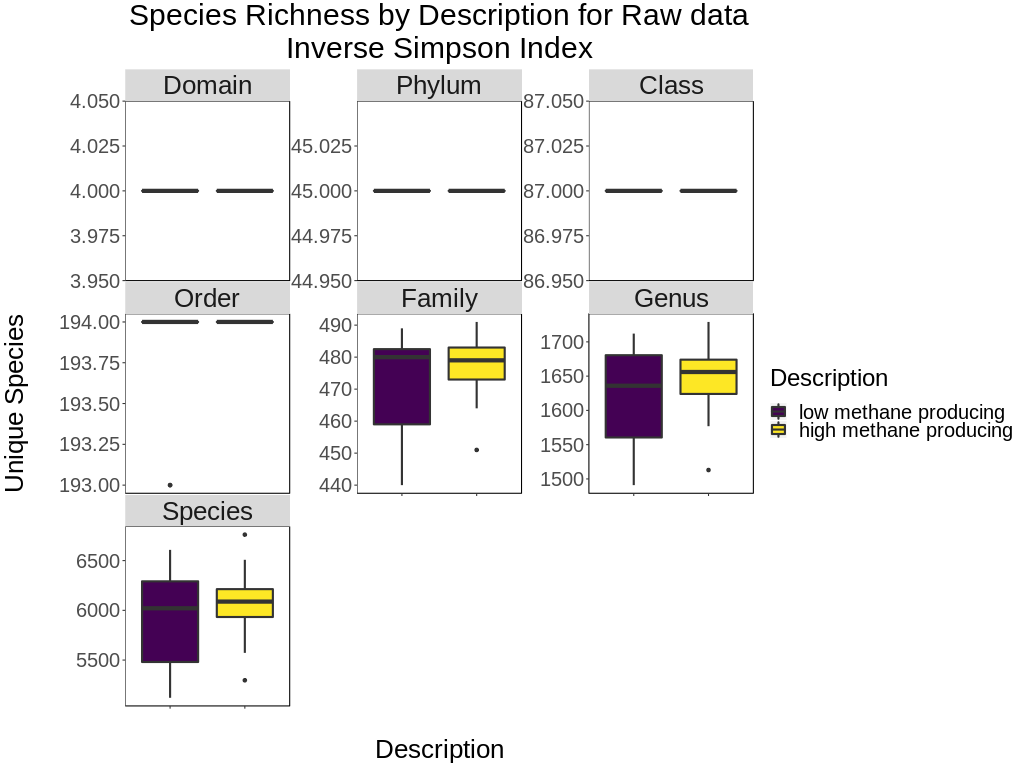 Species Richness by Description for Raw data
Inverse Simpson Index
Domain
Phylum
Class
4.050
4.025
4.000
3.975
3.950
45.025
45.000
44.975
44.950
87.050
87.025
87.000
86.975
86.950
Order
Family
Genus
194.00
193.75
193.50
193.25
193.00
490
480
470
460
450
440
1700
1650
1600
1550
1500
Species
6500
6000
5500
Unique Species
Description
Description
low methane producing
high methane producing